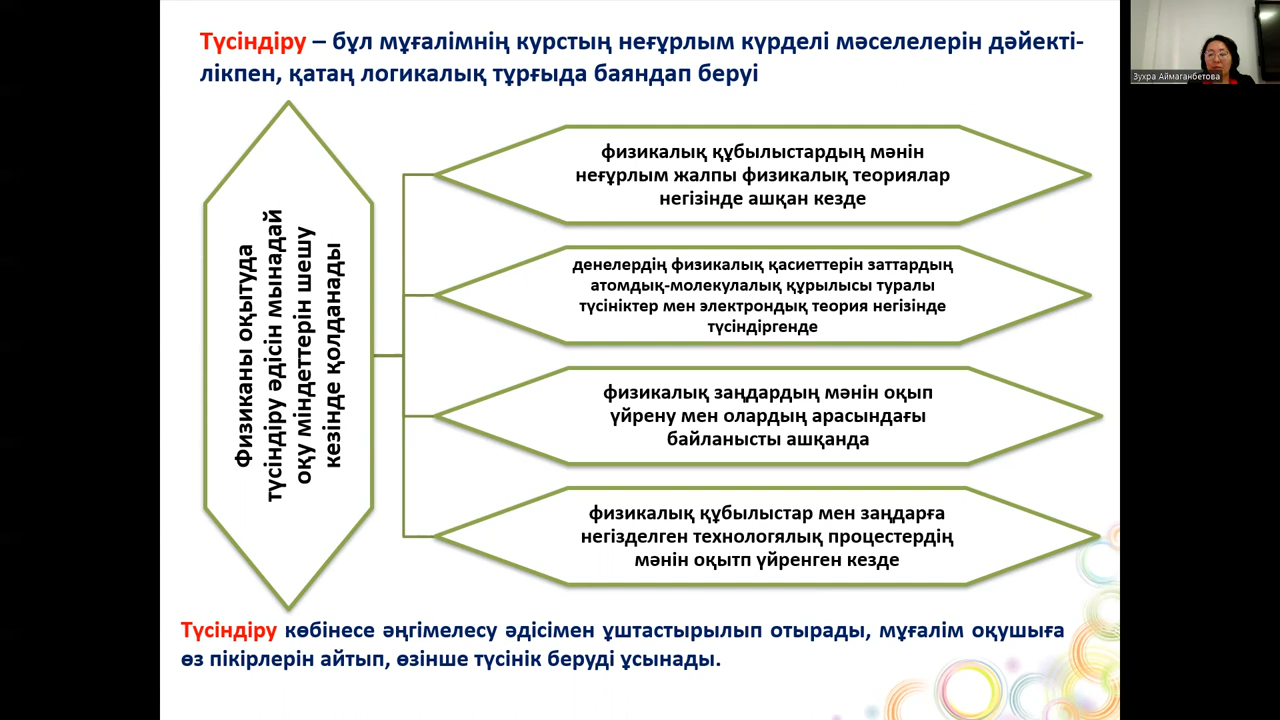 Түсіндіру – бұл мұғалімнің курстың неғұрлым күрделі мәселелерін дәйекті-
лікпен, қатаң логикалық тұрғыда баяндап беруі
Зухра Аймаганбетова
Физиканы оқытуда
түсіндіру әдісін мынадай
оқу міндеттерін шешу
кезінде қолданады
физикалық құбылыстардың мәнін
неғұрлым жалпы физикалық теориялар
негізінде ашқан кезде
денелердің физикалық қасиеттерін заттардың
атомдық-молекулалық құрылысы туралы
түсініктер мен электрондық теория негізінде
түсіндіргенде
физикалық заңдардың мәнін оқып
үйрену мен олардың арасындағы
байланысты ашқанда
физикалық құбылыстар мен заңдарға
негізделген технологялық процестердің
мәнін оқытп үйренген кезде
Түсіндіру көбінесе әңгімелесу әдісімен ұштастырылып отырады, мұғалім оқушыға
өз пікірлерін айтып, өзінше түсінік беруді ұсынады.